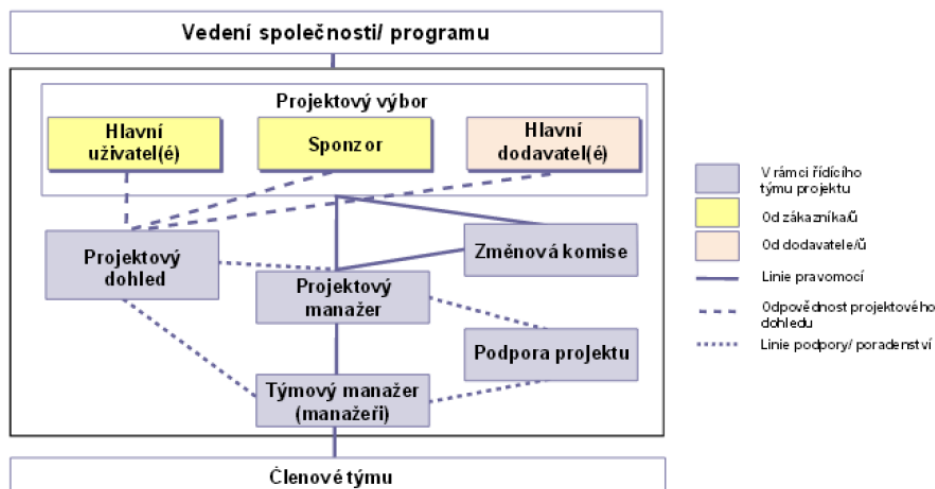 Vedení společnosti/ programu
Projektový výbor
Hlavní
uživatel(é)
Sponzor
Hlavní
dodavatel(é)
Projektový
dohled
Změnová komise
Projektový
manažer
Podpora projektu
Týmový manažer
(manažeři)
Členové týmu
V rámci řídícího
týmu projektu
Od zákazníka/ů
Od dodavatele/ů
Linie pravomocí
Odpovědnost projektového
dohledu
Linie podpory/ poradenství